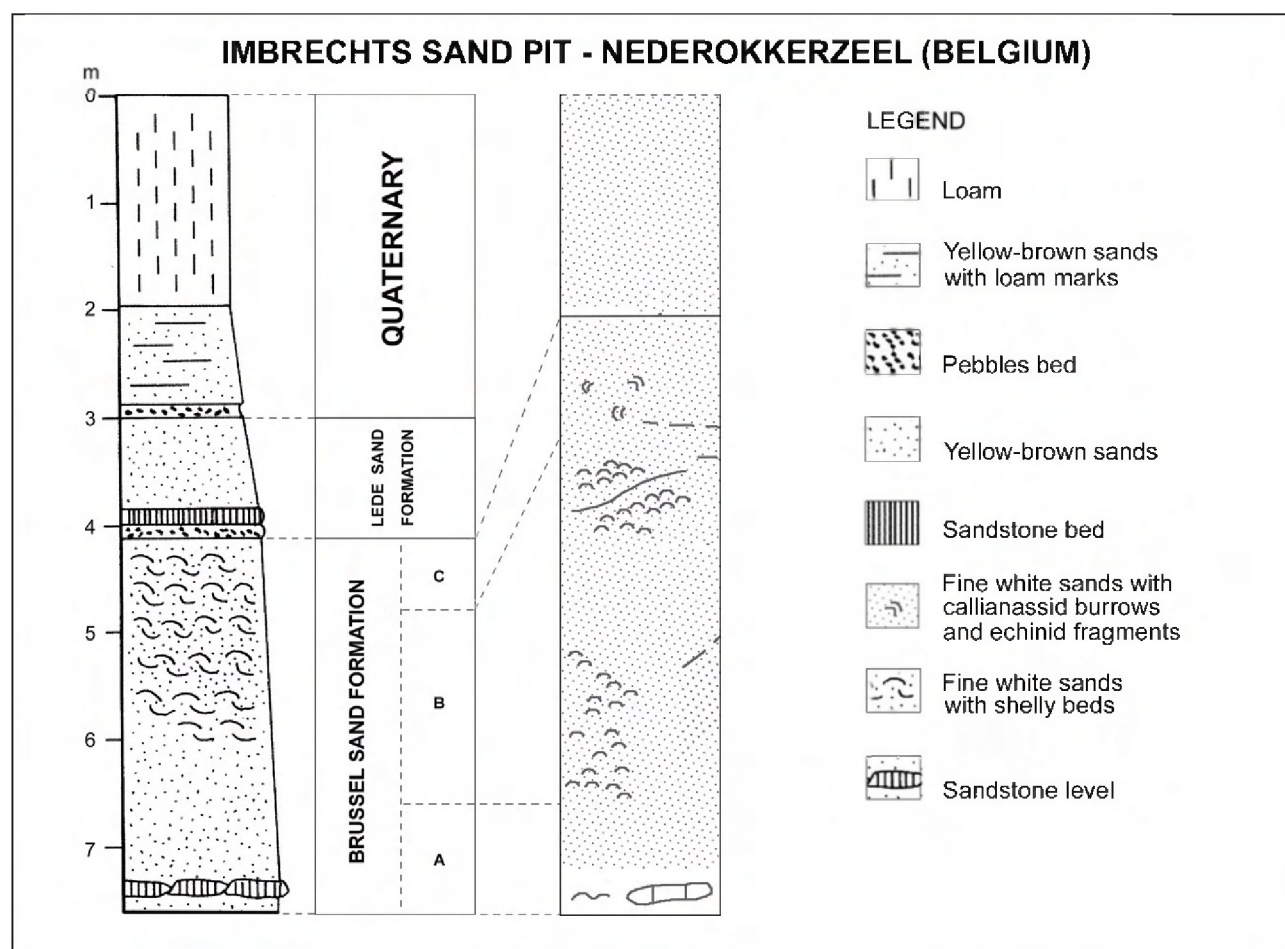 IMBRECHTS SAND PIT - NEDEROKKERZEEL (BELGIUM)
m
0
1
2
3
4
5
6
7
QUATERNARY
LEDE SAND
FORMATION
BRUSSEL SAND FORMATION
C
B
A
LEGEND
Loam
Yellow-brown sands
with loam marks
Pebbles bed
Yellow-brown sands
Sandstone bed
Fine white sands with
callianassid burrows
and echinid fragments
Fine white sands
with shelly beds
Sandstone level